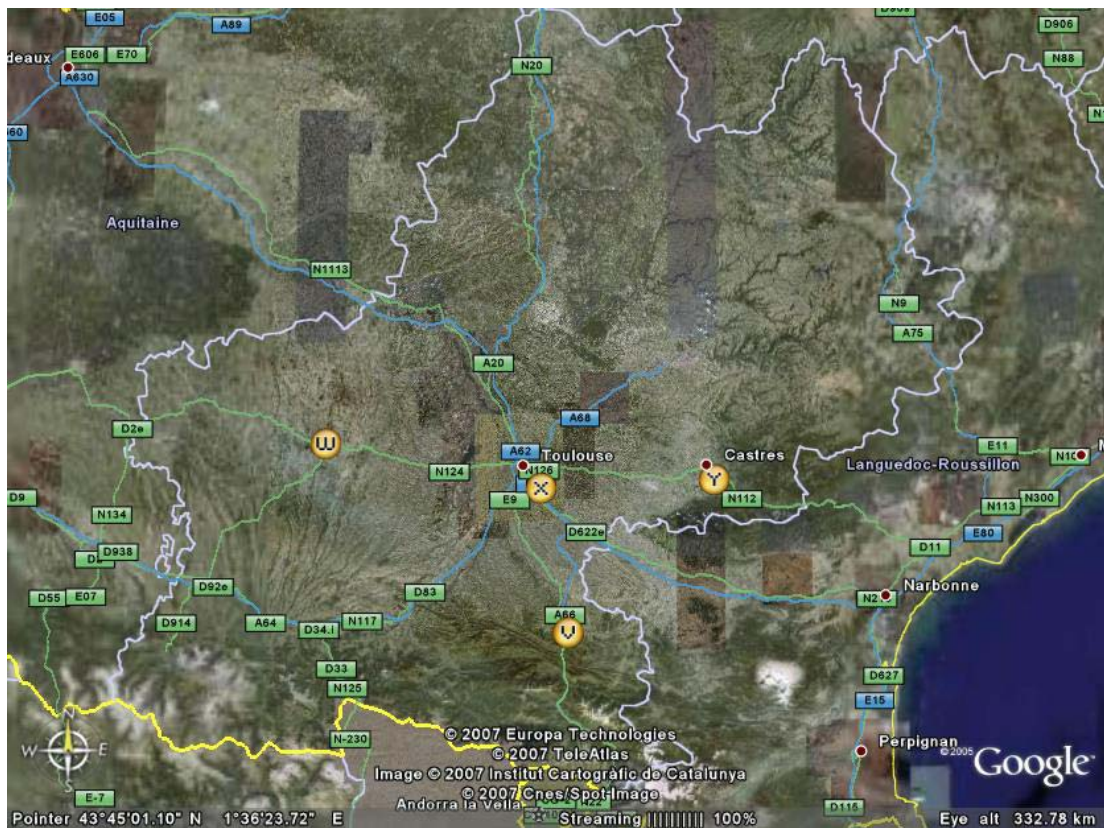 E05
A89
D909
D906
deaux
E606
E70
N20
N88
A630
Aquitaine
N1113
N9
A75
A20
D2e
A68
W
A62
Toulouse
Castres
E11
N10
M
N124
N126
Languedoc-Roussillon
X
Y
D9
E9
N112
N300
N134
N113
D622e
E80
D938
D11
D92e
D83
Narbonne
D55
E07
A66
D914
A64
D34.I
N117
V
D33
D627
N125
E15
N-230
© 2007 Europa Technologies
Perpignan
© 2007 TeleAtlas
© 2005 Google™
Image © 2007 Institut Cartogràfic de Catalunya
© 2007 Cnes/Spot Image
N
W E
S
E-7
Andorra la Vella
N22
D115
Pointer 43°45'01.10" N 1°36'23.72" E
Streaming |||||||||| 100%
Eye alt 332.78 km